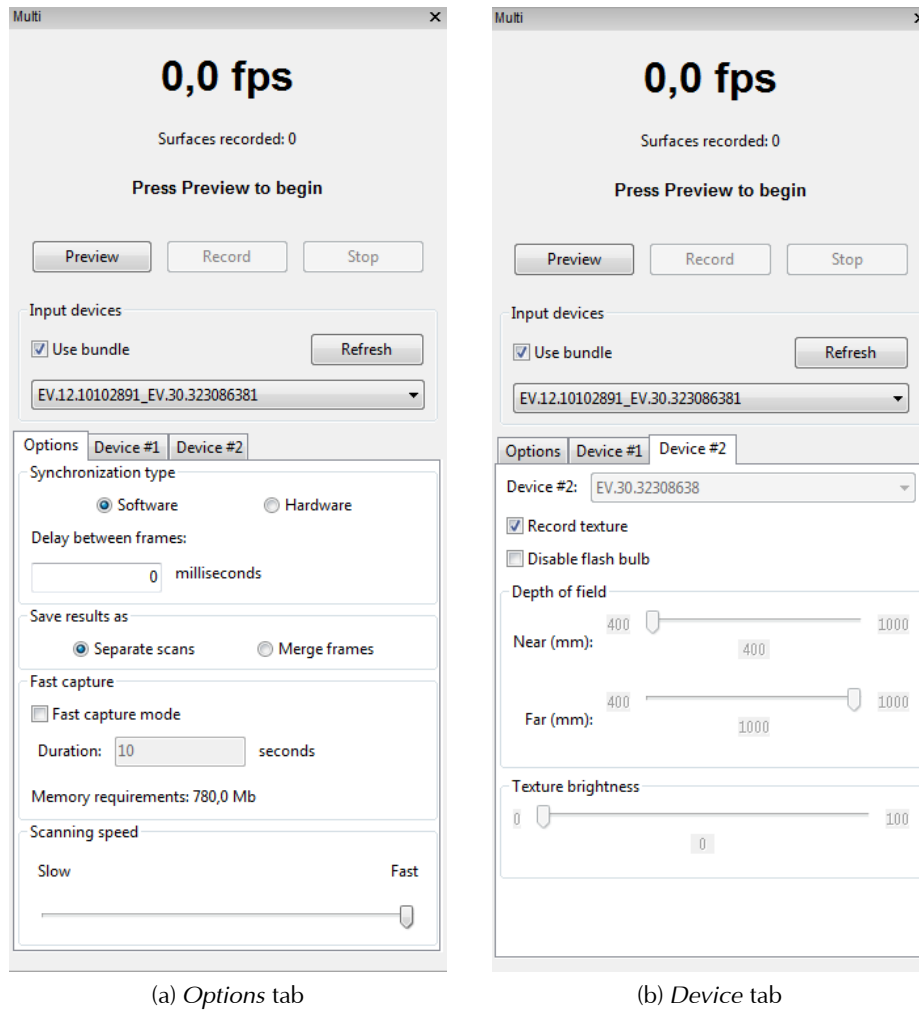 Multi
0,0 fps
Surfaces recorded: 0
Press Preview to begin
Preview Record Stop
Input devices
Use bundle Refresh
EV.12.10102891_EV.30.323086381
Options Device #1 Device #2
Synchronization type
Software Hardware
Delay between frames:
0 milliseconds
Save results as
Separate scans Merge frames
Fast capture
Fast capture mode
Duration: 10 seconds
Memory requirements: 780,0 Mb
Scanning speed
Slow Fast
(a) Options tab
Multi
0,0 fps
Surfaces recorded: 0
Press Preview to begin
Preview Record Stop
Input devices
Use bundle Refresh
EV.12.10102891_EV.30.323086381
Options Device #1 Device #2
Device #2: EV.30.32308638
Record texture
Disable flash bulb
Depth of field
Near (mm): 400 1000
400
Far (mm): 400 1000
1000
Texture brightness
0 100
0
(b) Device tab